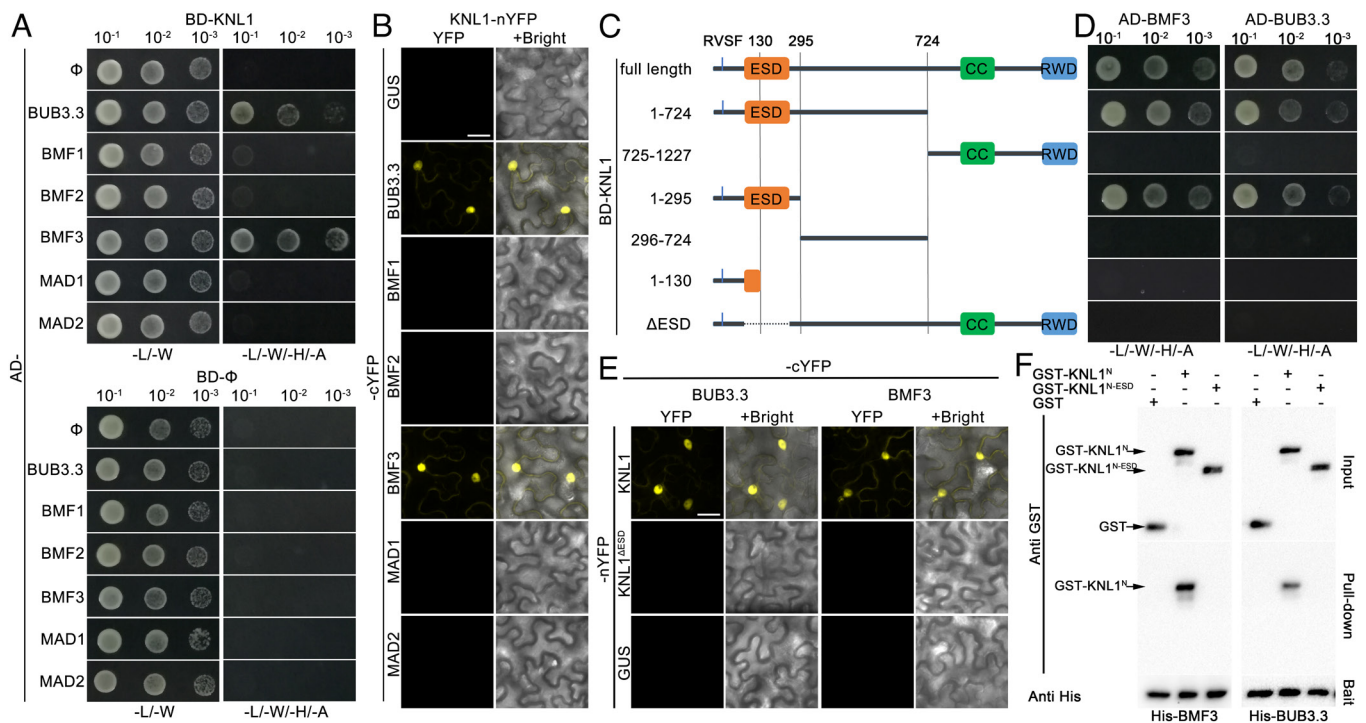 A
BD-KNL1
10-1 10-2 10-3 10-1 10-2 10-3
Φ
BUB3.3
BMF1
BMF2
BMF3
MAD1
MAD2
-L/-W -L/-W/-H/-A
AD-
BD-Φ
10-1 10-2 10-3 10-1 10-2 10-3
Φ
BUB3.3
BMF1
BMF2
BMF3
MAD1
MAD2
-L/-W -L/-W/-H/-A
B
KNL1-nYFP
YFP +Bright
GUS
BUB3.3
BMF1
BMF2
BMF3
MAD1
MAD2
-cYFP
C
RVSF 130 295 724
full length ESD CC RWD
1-724 ESD
725-1227 CC RWD
1-295 ESD
296-724
1-130
ΔESD CC RWD
BD-KNL1
D
AD-BMF3 AD-BUB3.3
10-1 10-2 10-3 10-1 10-2 10-3
-L/-W/-H/-A -L/-W/-H/-A
E
-cYFP
BUB3.3 BMF3
YFP +Bright YFP +Bright
KNL1
KNL1ΔESD
GUS
-nYFP
F
GST-KNL1N - + - - + -
GST-KNL1N-ESD - - + - - +
GST + - - + - -
GST-KNL1N
GST-KNL1N-ESD
GST
GST-KNL1N
Anti GST
Input
Pull-down
Bait
Anti His
His-BMF3 His-BUB3.3